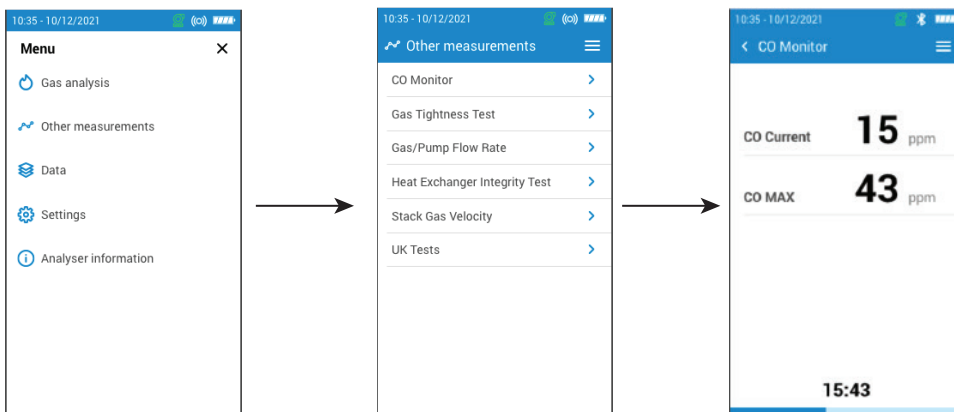 10:35 - 10/12/2021
Menu
Gas analysis
Other measurements
Data
Settings
Analyser information
10:35 - 10/12/2021
Other measurements
CO Monitor
Gas Tightness Test
Gas/Pump Flow Rate
Heat Exchanger Integrity Test
Stack Gas Velocity
UK Tests
10:35 - 10/12/2021
CO Monitor
CO Current 15 ppm
CO MAX 43 ppm
15:43